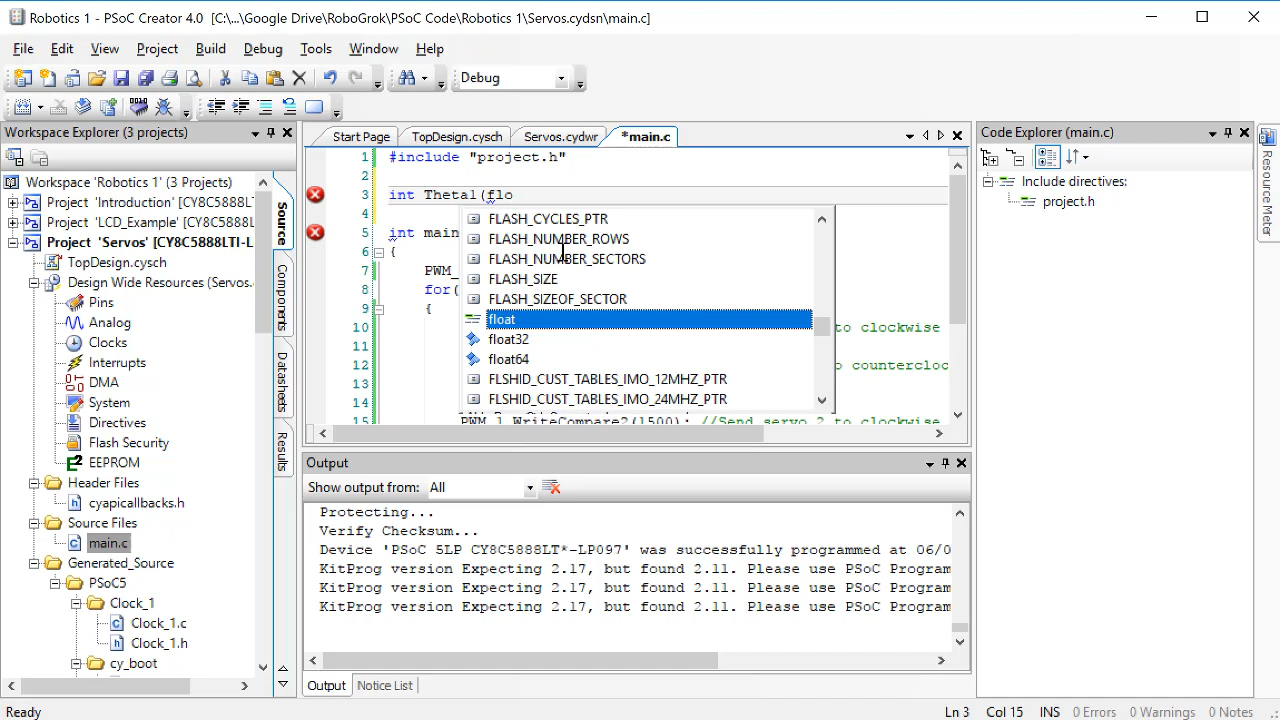 Robotics 1 - PSoC Creator 4.0 [C:\...\Google Drive\RoboGrok\PSoC Code\Robotics 1\Servos.cydsn\main.c]
File Edit View Project Build Debug Tools Window Help
Debug
Workspace Explorer (3 projects)
Workspace 'Robotics 1' (3 Projects)
Project 'Introduction' [CY8C5888
Project 'LCD_Example' [CY8C5888
Project 'Servos' [CY8C5888LTI-L
TopDesign.cysch
Design Wide Resources (Servos.
Pins
Analog
Clocks
Interrupts
DMA
System
Directives
Flash Security
EEPROM
Header Files
cyapicallbacks.h
Source Files
main.c
Generated_Source
PSoC5
Clock_1
Clock_1.c
Clock_1.h
cy_boot
Source
Components
Datasheets
Results
Start Page TopDesign.cysch Servos.cydwr *main.c
1 #include "project.h"
2
3 int Theta1(flo
4
5 int main
6 {
7 PWM_
8 for(
9 {
10 to clockwise
11
12 o counterclock
13
14
15 PWM_1_WriteCompare2(1500); //Send servo 2 to clockwise
FLASH_CYCLES_PTR
FLASH_NUMBER_ROWS
FLASH_NUMBER_SECTORS
FLASH_SIZE
FLASH_SIZEOF_SECTOR
float
float32
float64
FLSHID_CUST_TABLES_IMO_12MHZ_PTR
FLSHID_CUST_TABLES_IMO_24MHZ_PTR
Output
Show output from: All
Protecting...
Verify Checksum...
Device 'PSoC 5LP CY8C5888LT*-LP097' was successfully programmed at 06/0
KitProg version Expecting 2.17, but found 2.11. Please use PSoC Program
KitProg version Expecting 2.17, but found 2.11. Please use PSoC Program
KitProg version Expecting 2.17, but found 2.11. Please use PSoC Program
Output Notice List
Code Explorer (main.c)
Include directives:
project.h
Resource Meter
Ready
Ln 3 Col 15 INS 0 Errors 0 Warnings 0 Notes